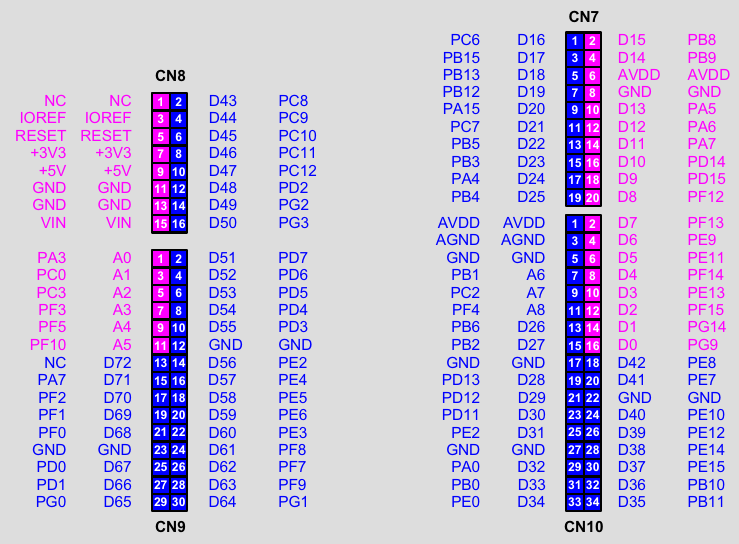 CN7
PC6 D16 1 2 D15 PB8
PB15 D17 3 4 D14 PB9
PB13 D18 5 6 AVDD AVDD
PB12 D19 7 8 GND GND
PA15 D20 9 10 D13 PA5
PC7 D21 11 12 D12 PA6
PB5 D22 13 14 D11 PA7
PB3 D23 15 16 D10 PD14
PA4 D24 17 18 D9 PD15
PB4 D25 19 20 D8 PF12
CN8
NC NC 1 2 D43 PC8
IOREF IOREF 3 4 D44 PC9
RESET RESET 5 6 D45 PC10
+3V3 +3V3 7 8 D46 PC11
+5V +5V 9 10 D47 PC12
GND GND 11 12 D48 PD2
GND GND 13 14 D49 PG2
VIN VIN 15 16 D50 PG3
PA3 A0 1 2 D51 PD7
PC0 A1 3 4 D52 PD6
PC3 A2 5 6 D53 PD5
PF3 A3 7 8 D54 PD4
PF5 A4 9 10 D55 PD3
PF10 A5 11 12 GND GND
NC D72 13 14 D56 PE2
PA7 D71 15 16 D57 PE4
PF2 D70 17 18 D58 PE5
PF1 D69 19 20 D59 PE6
PF0 D68 21 22 D60 PE3
GND GND 23 24 D61 PF8
PD0 D67 25 26 D62 PF7
PD1 D66 27 28 D63 PF9
PG0 D65 29 30 D64 PG1
CN9
AVDD AVDD 1 2 D7 PF13
AGND AGND 3 4 D6 PE9
GND GND 5 6 D5 PE11
PB1 A6 7 8 D4 PF14
PC2 A7 9 10 D3 PE13
PF4 A8 11 12 D2 PF15
PB6 D26 13 14 D1 PG14
PB2 D27 15 16 D0 PG9
GND GND 17 18 D42 PE8
PD13 D28 19 20 D41 PE7
PD12 D29 21 22 GND GND
PD11 D30 23 24 D40 PE10
PE2 D31 25 26 D39 PE12
GND GND 27 28 D38 PE14
PA0 D32 29 30 D37 PE15
PB0 D33 31 32 D36 PB10
PE0 D34 33 34 D35 PB11
CN10